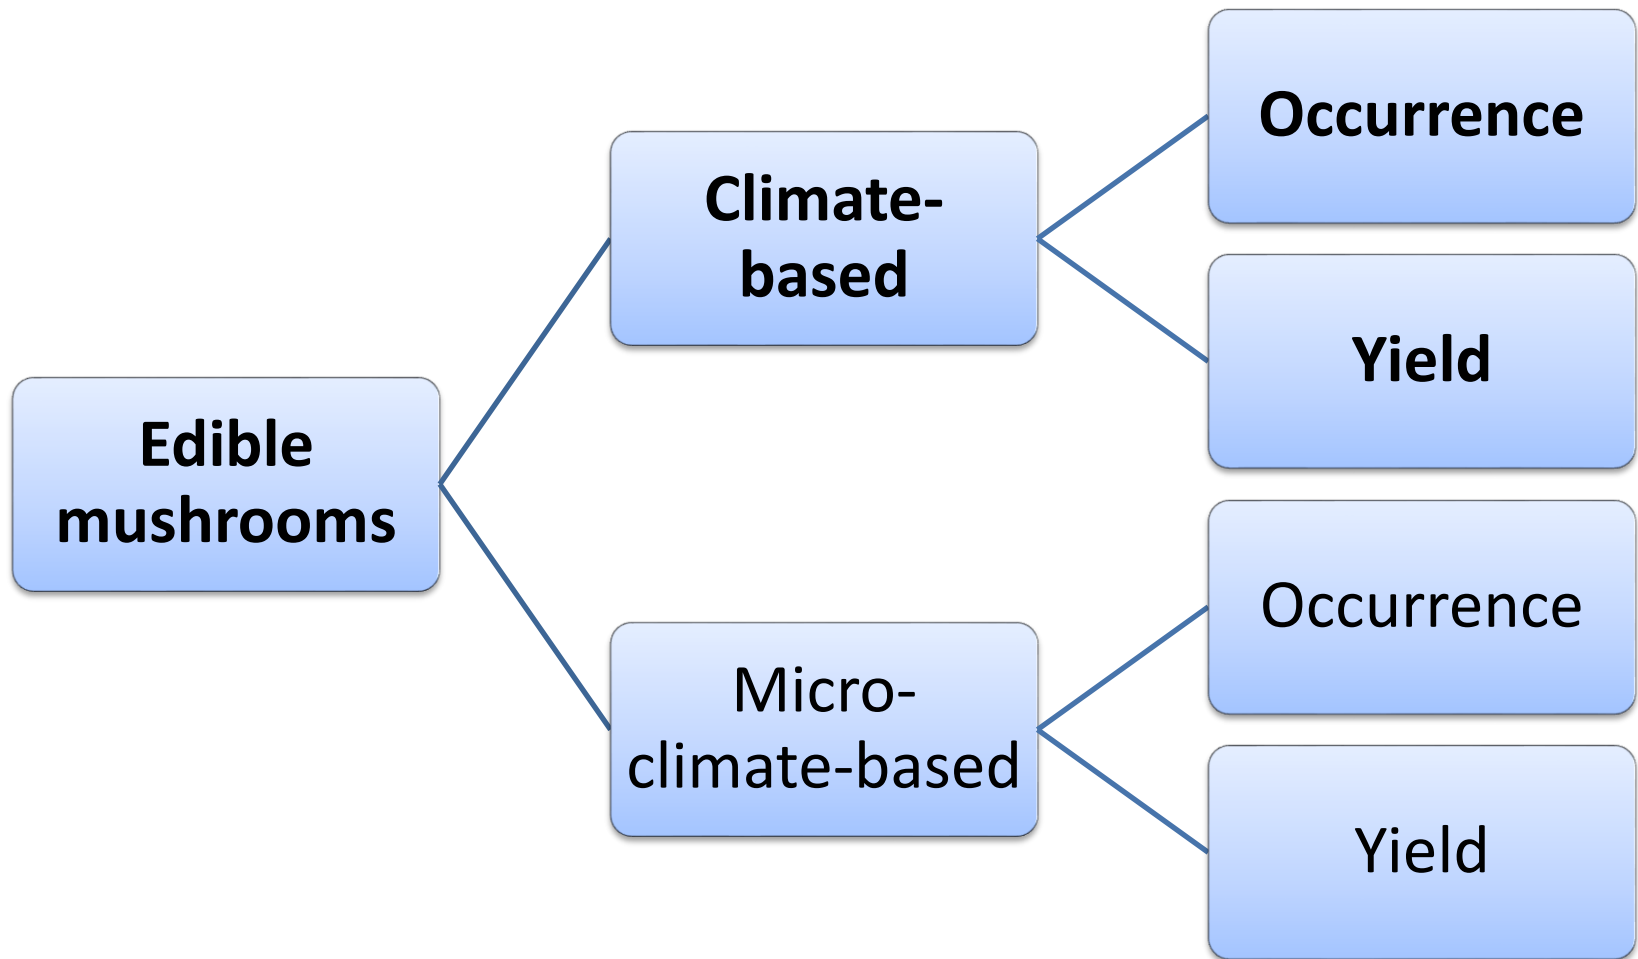 Edible
mushrooms
Climate-
based
Occurrence
Yield
Micro-
climate-based
Occurrence
Yield